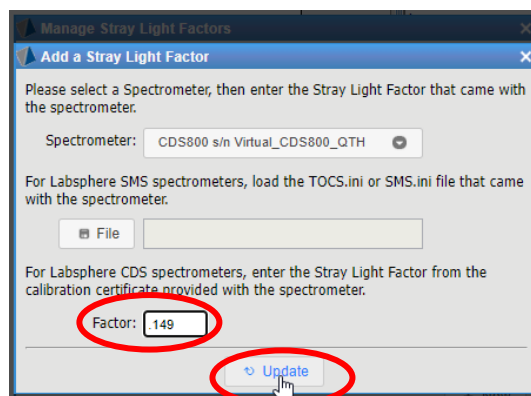 Manage Stray Light Factors
Add a Stray Light Factor
Please select a Spectrometer, then enter the Stray Light Factor that came with
the spectrometer.
Spectrometer: CDS800 s/n Virtual_CDS800_QTH
For Labsphere SMS spectrometers, load the TOCS.ini or SMS.ini file that came
with the spectrometer.
File
For Labsphere CDS spectrometers, enter the Stray Light Factor from the
calibration certificate provided with the spectrometer.
Factor: .149
Update